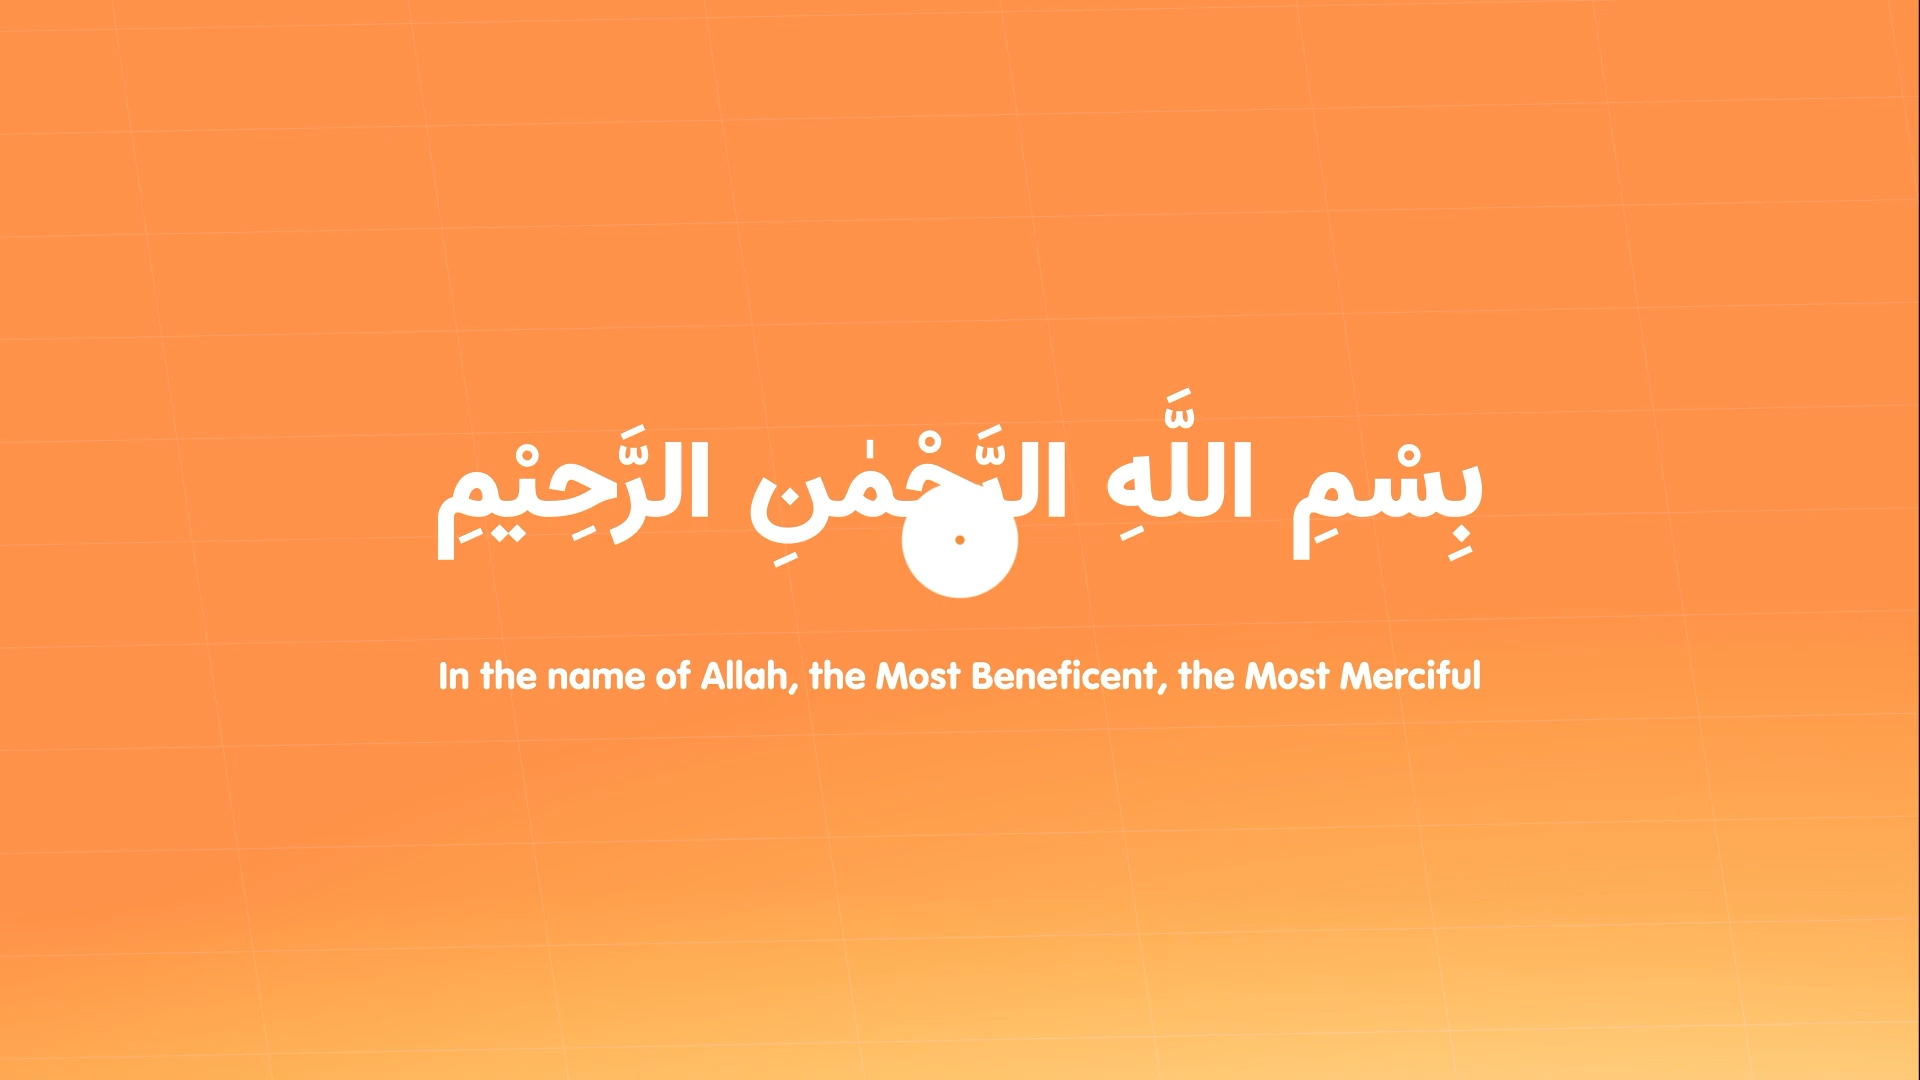 بِسْمِ اللَّهِ الرَّحْمٰنِ الرَّحِيْمِ
In the name of Allah, the Most Beneficent, the Most Merciful